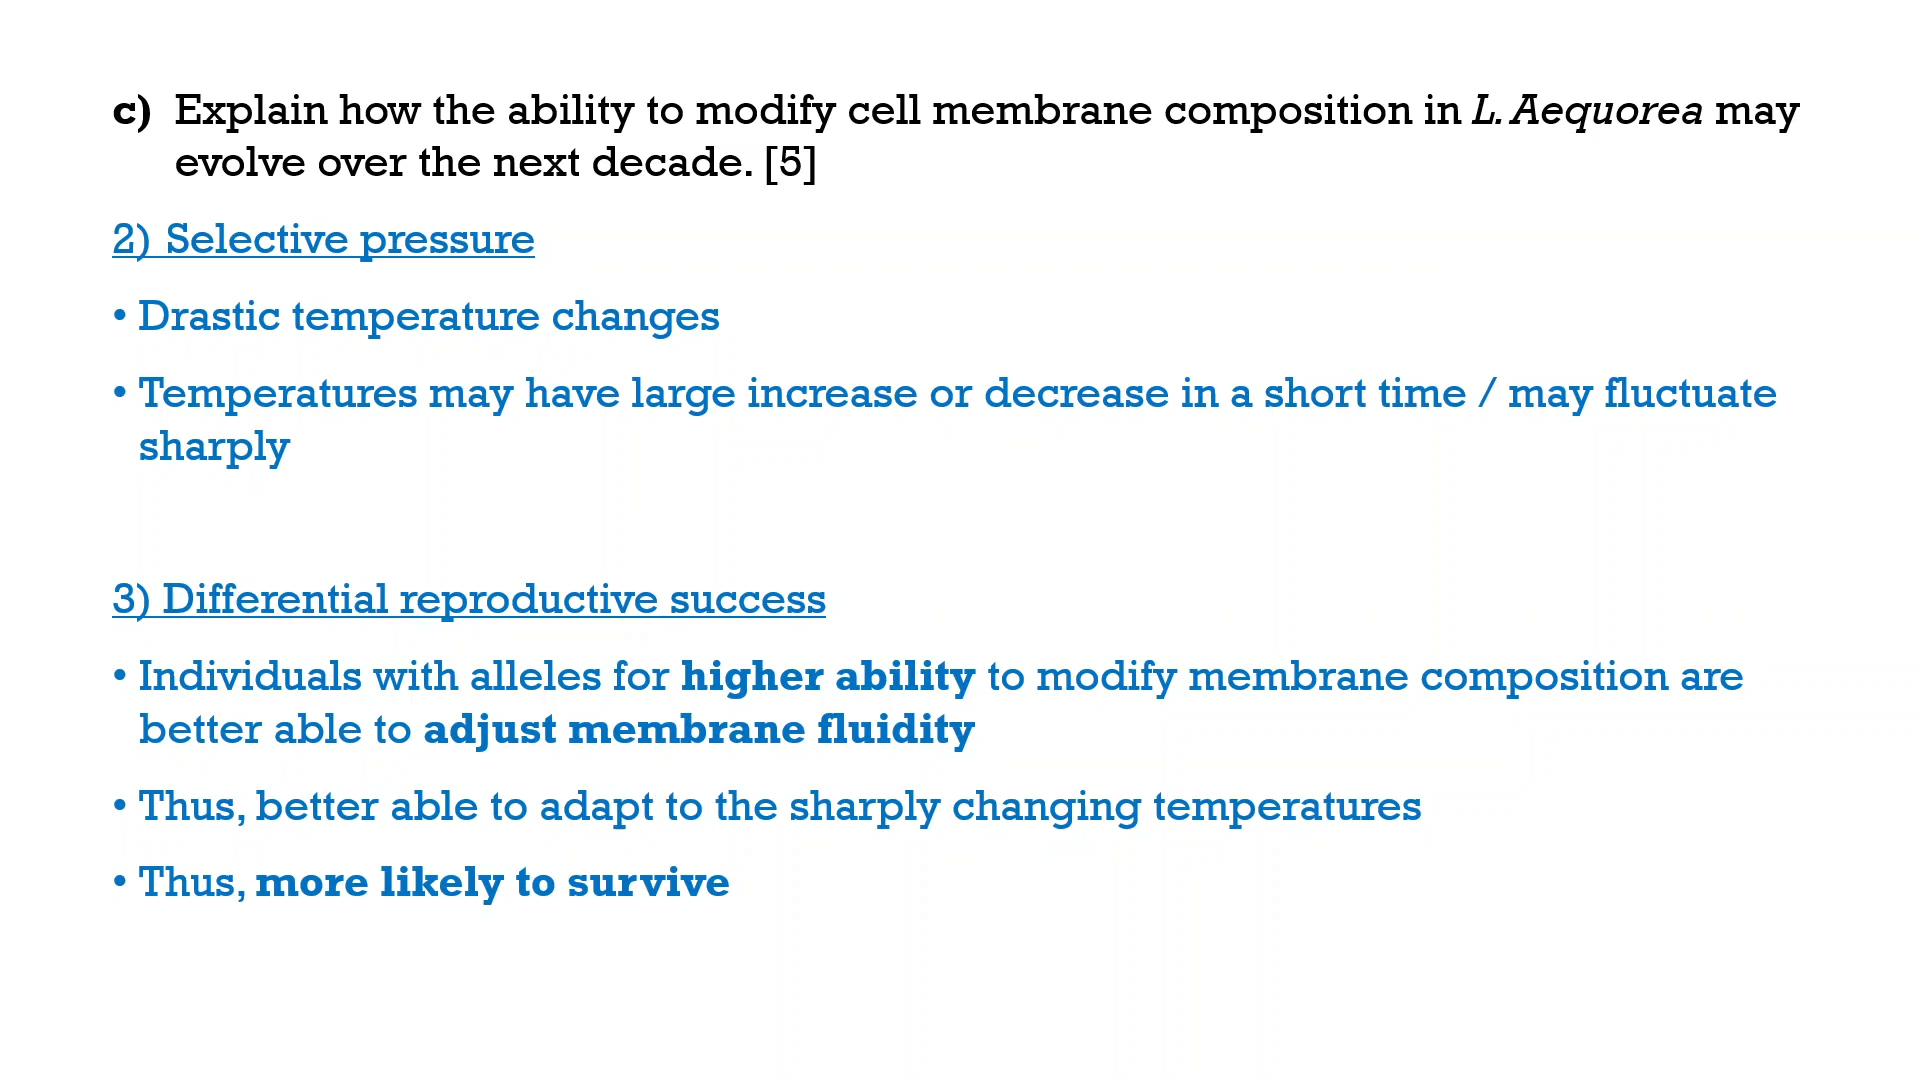 c) Explain how the ability to modify cell membrane composition in L. Aequorea may
evolve over the next decade. [5]
2) Selective pressure
• Drastic temperature changes
• Temperatures may have large increase or decrease in a short time / may fluctuate
sharply
3) Differential reproductive success
• Individuals with alleles for higher ability to modify membrane composition are
better able to adjust membrane fluidity
• Thus, better able to adapt to the sharply changing temperatures
• Thus, more likely to survive